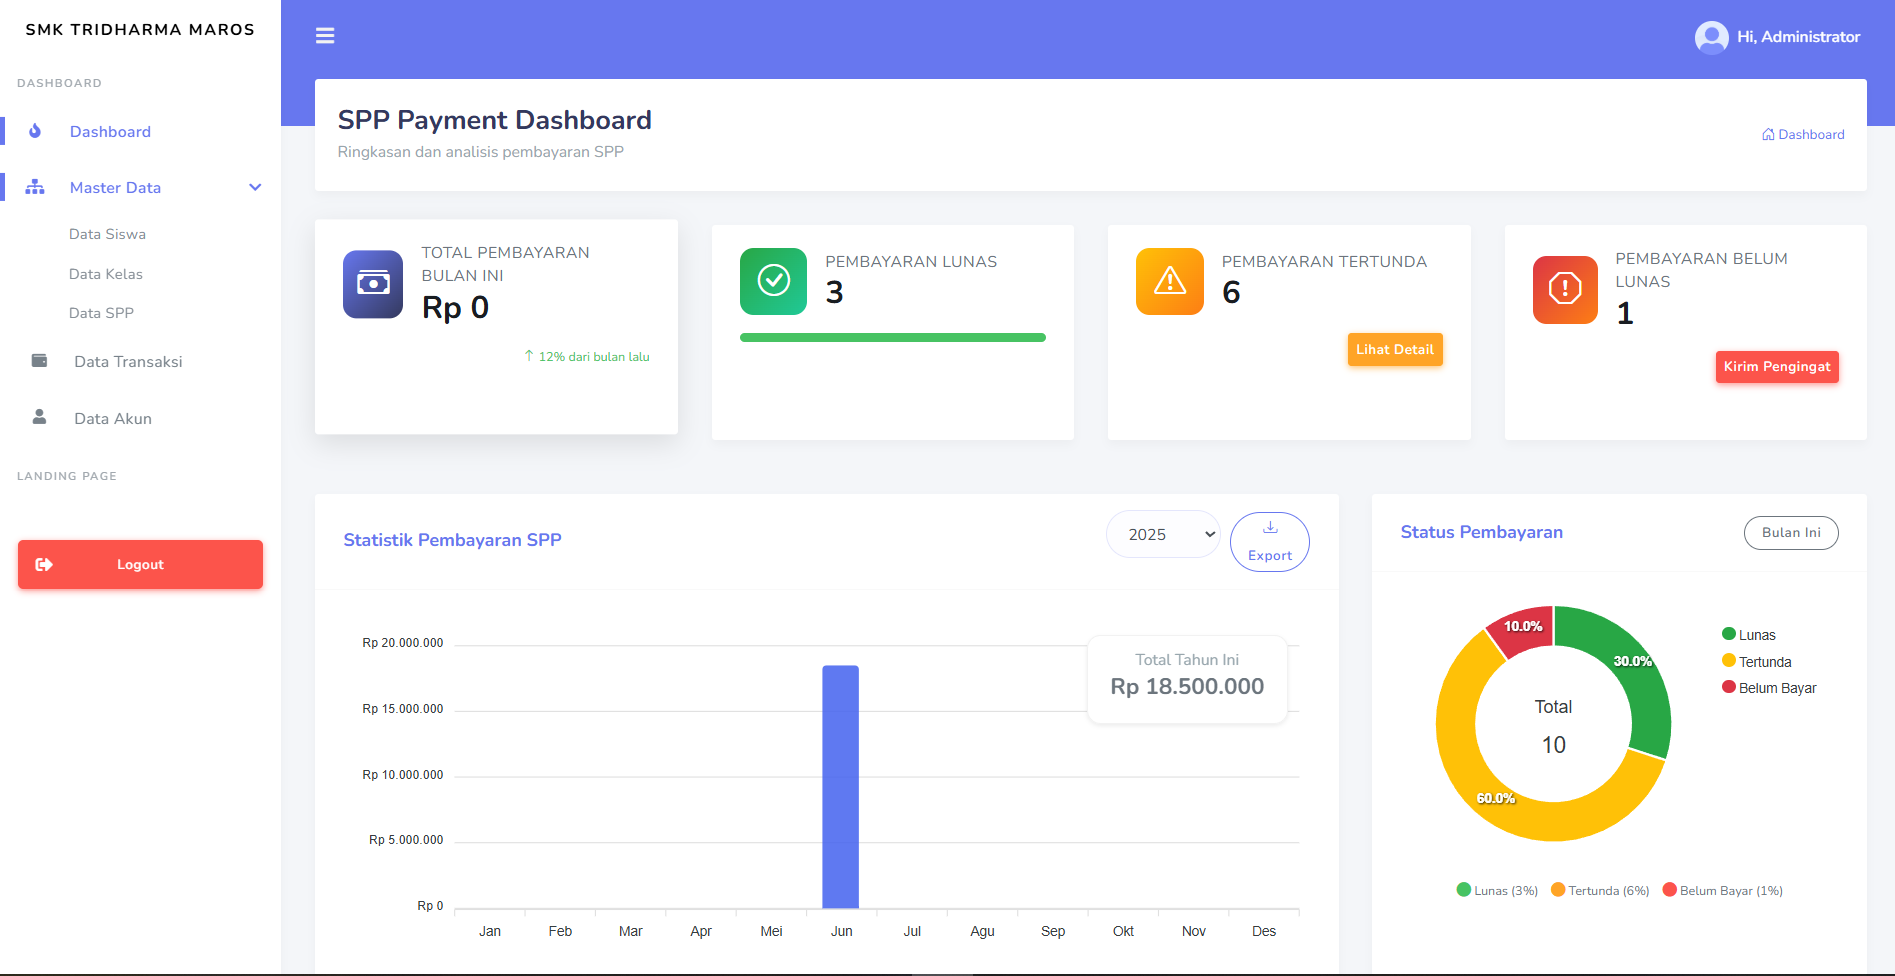 SMK TRIDHARMA MAROS
DASHBOARD
Dashboard
Master Data
Data Siswa
Data Kelas
Data SPP
Data Transaksi
Data Akun
LANDING PAGE
Logout
Hi, Administrator
SPP Payment Dashboard
Ringkasan dan analisis pembayaran SPP
Dashboard
TOTAL PEMBAYARAN
BULAN INI
Rp 0
↑ 12% dari bulan lalu
PEMBAYARAN LUNAS
3
PEMBAYARAN TERTUNDA
6
Lihat Detail
PEMBAYARAN BELUM
LUNAS
1
Kirim Pengingat
Statistik Pembayaran SPP
2025
Export
Rp 20.000.000
Rp 15.000.000
Rp 10.000.000
Rp 5.000.000
Rp 0
Total Tahun Ini
Rp 18.500.000
Jan Feb Mar Apr Mei Jun Jul Agu Sep Okt Nov Des
Status Pembayaran
Bulan Ini
10.0%
30.0%
60.0%
Total
10
Lunas
Tertunda
Belum Bayar
Lunas (3%) Tertunda (6%) Belum Bayar (1%)